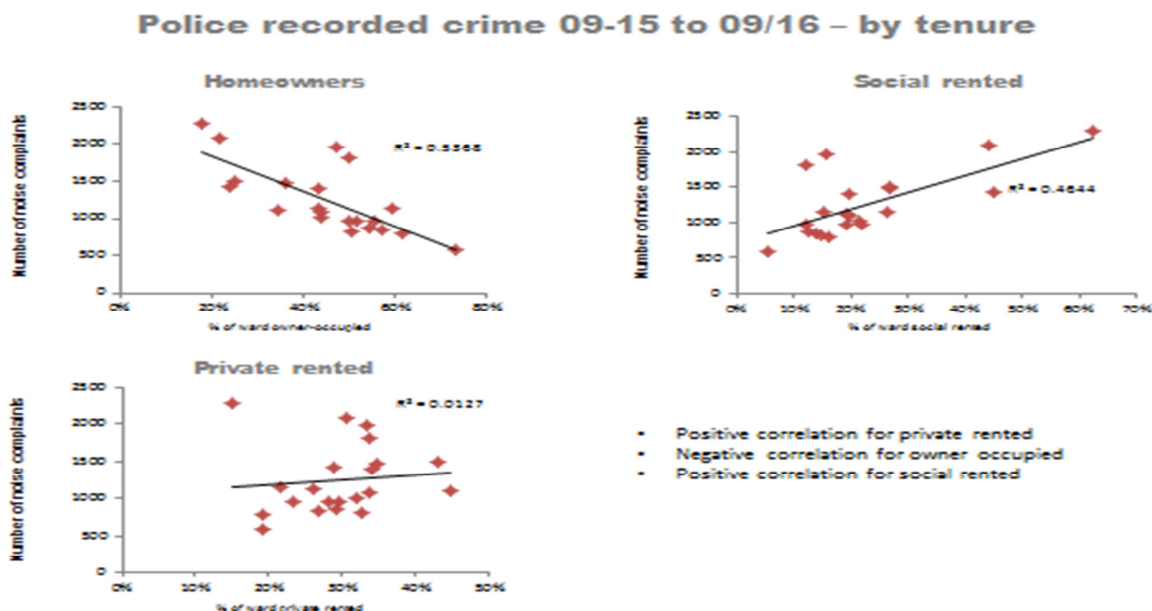 Police recorded crime 09-15 to 09/16 – by tenure
Homeowners
Number of noise complaints
2500
2000
1500
1000
500
0
R² = 0.5368
0%
20%
40%
60%
80%
% of ward owner-occupied
Social rented
Number of noise complaints
2500
2000
1500
1000
500
0
R² = 0.4644
0%
10%
20%
30%
40%
50%
60%
70%
% of ward social rented
Private rented
Number of noise complaints
2500
2000
1500
1000
500
0
R² = 0.0127
0%
10%
20%
30%
40%
50%
% of ward private rented
• Positive correlation for private rented
• Negative correlation for owner occupied
• Positive correlation for social rented